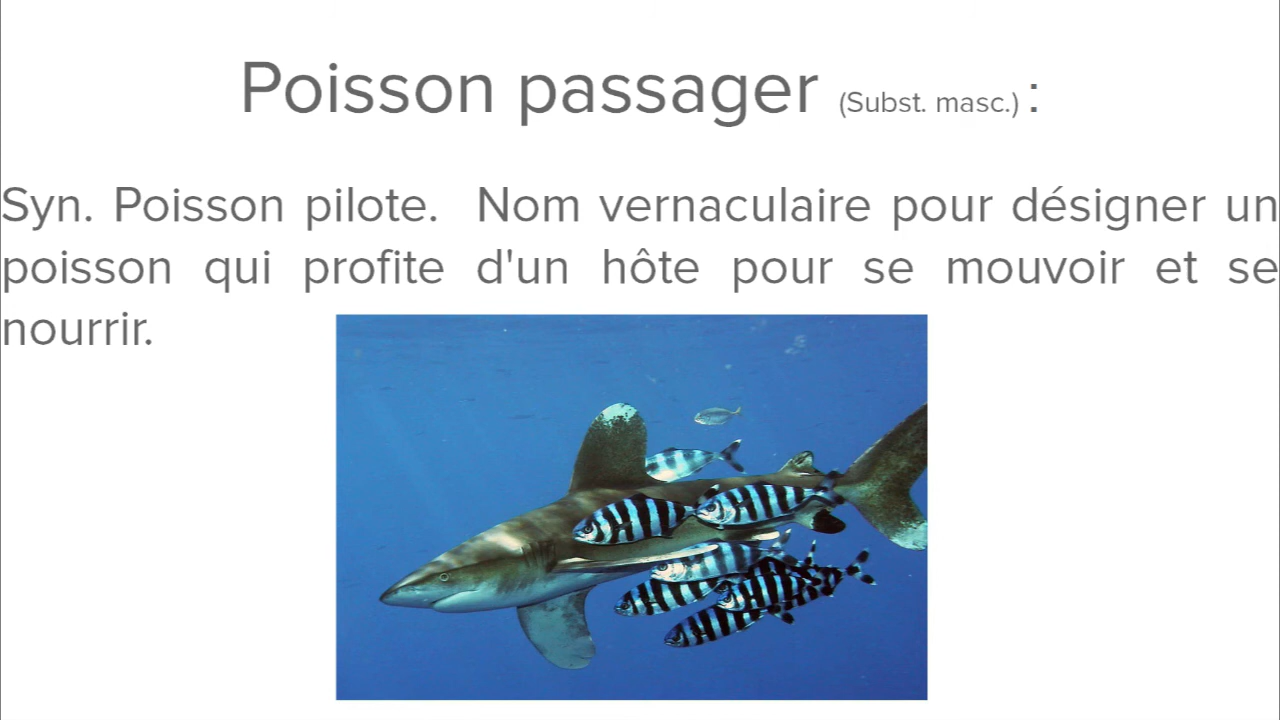 Poisson passager (Subst. masc.) :
Syn. Poisson pilote. Nom vernaculaire pour désigner un
poisson qui profite d'un hôte pour se mouvoir et se
nourrir.